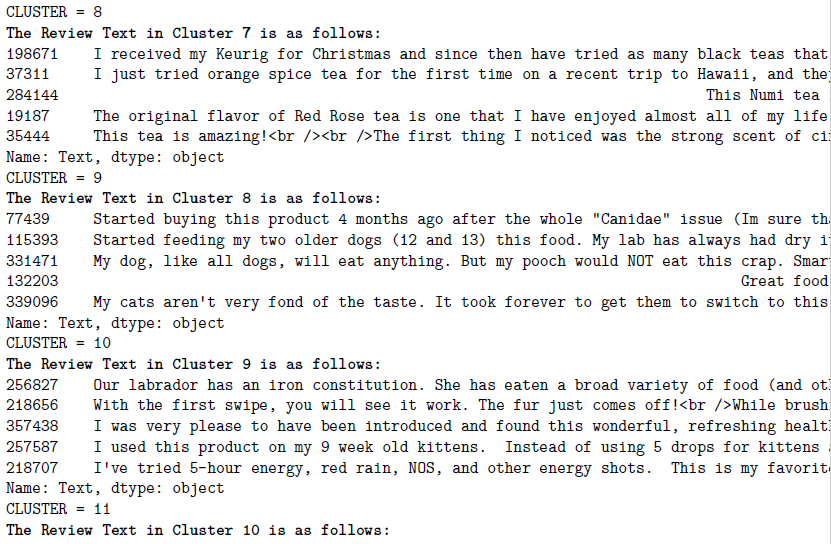 CLUSTER = 8
The Review Text in Cluster 7 is as follows:
198671 I received my Keurig for Christmas and since then have tried as many black teas that
37311 I just tried orange spice tea for the first time on a recent trip to Hawaii, and they
284144 This Numi tea
19187 The original flavor of Red Rose tea is one that I have enjoyed almost all of my life
35444 This tea is amazing!<br /><br />The first thing I noticed was the strong scent of ci
Name: Text, dtype: object
CLUSTER = 9
The Review Text in Cluster 8 is as follows:
77439 Started buying this product 4 months ago after the whole "Canidae" issue (Im sure th
115393 Started feeding my two older dogs (12 and 13) this food. My lab has always had dry i
331471 My dog, like all dogs, will eat anything. But my pooch would NOT eat this crap. Smar
132203 Great food
339096 My cats aren't very fond of the taste. It took forever to get them to switch to this
Name: Text, dtype: object
CLUSTER = 10
The Review Text in Cluster 9 is as follows:
256827 Our labrador has an iron constitution. She has eaten a broad variety of food (and ot
218656 With the first swipe, you will see it work. The fur just comes off!<br />While brush
357438 I was very please to have been introduced and found this wonderful, refreshing healt
257587 I used this product on my 9 week old kittens. Instead of using 5 drops for kittens
218707 I've tried 5-hour energy, red rain, NOS, and other energy shots. This is my favorit
Name: Text, dtype: object
CLUSTER = 11
The Review Text in Cluster 10 is as follows: